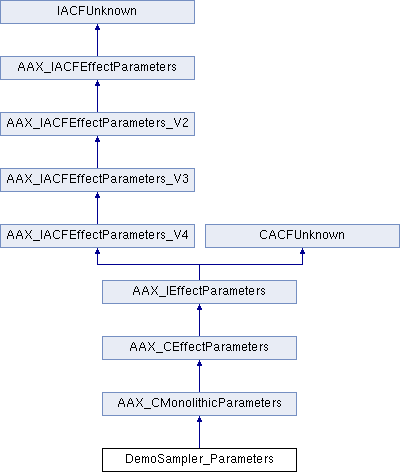 IACFUnknown
AAX_IACFEffectParameters
AAX_IACFEffectParameters_V2
AAX_IACFEffectParameters_V3
AAX_IACFEffectParameters_V4
CACFUnknown
AAX_IEffectParameters
AAX_CEffectParameters
AAX_CMonolithicParameters
DemoSampler_Parameters